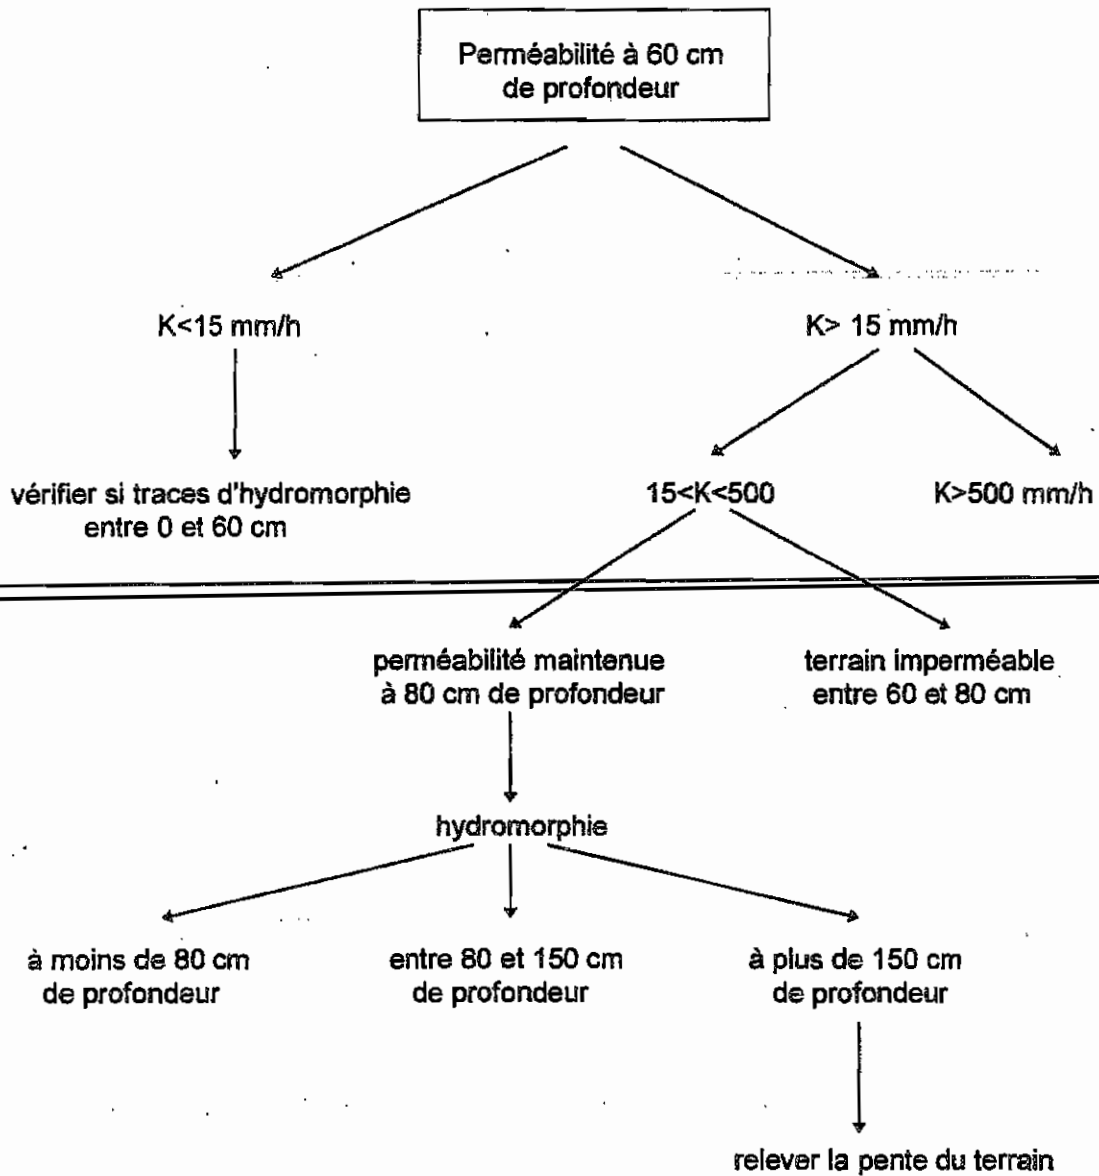 Perméabilité à 60 cm
de profondeur
K<15 mm/h
K> 15 mm/h
vérifier si traces d'hydromorphie
entre 0 et 60 cm
15<K<500
K>500 mm/h
perméabilité maintenue
à 80 cm de profondeur
terrain imperméable
entre 60 et 80 cm
hydromorphie
à moins de 80 cm
de profondeur
entre 80 et 150 cm
de profondeur
à plus de 150 cm
de profondeur
relever la pente du terrain